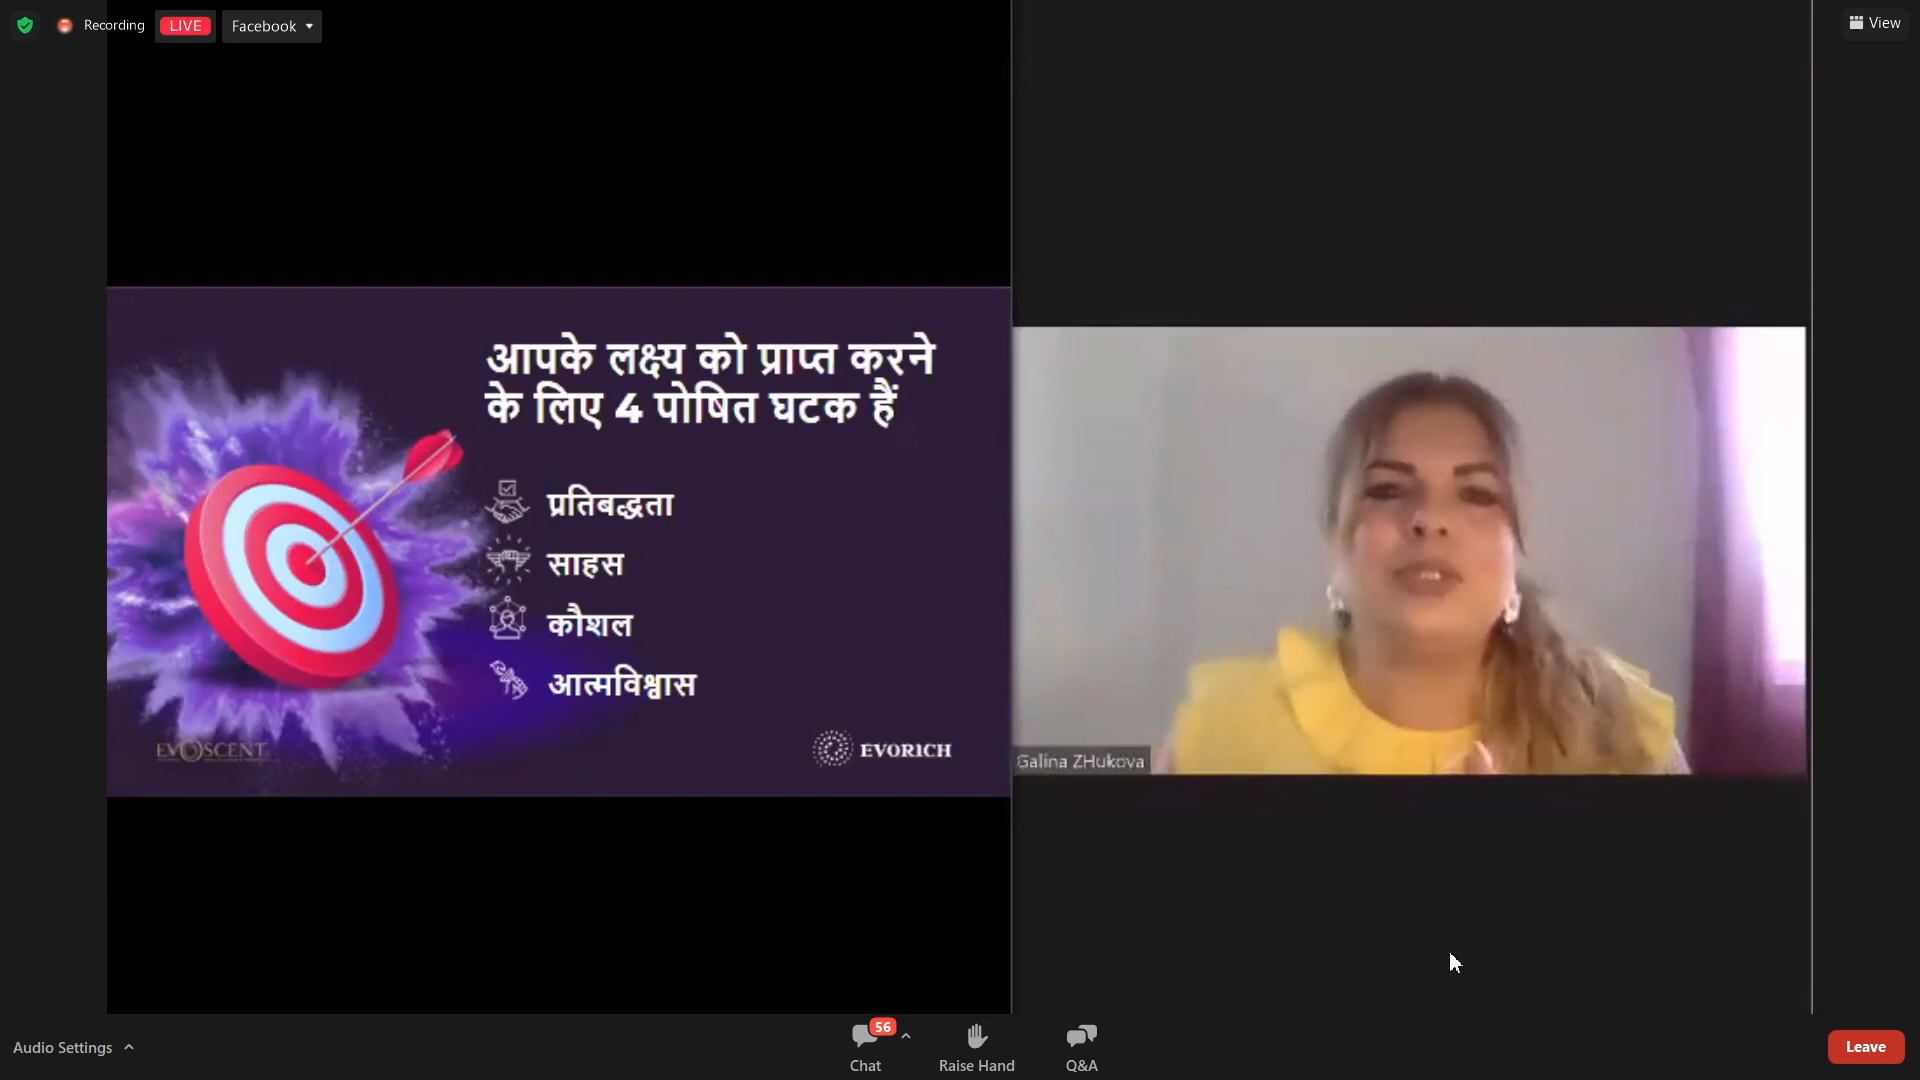 Recording
LIVE
Facebook
View
आपके लक्ष्य को प्राप्त करने
के लिए 4 पोषित घटक हैं
प्रतिबद्धता
साहस
कौशल
आत्मविश्वास
EVOSCENT
EVORICH
Galina ZHukova
Audio Settings
56
Chat
Raise Hand
Q&A
Leave